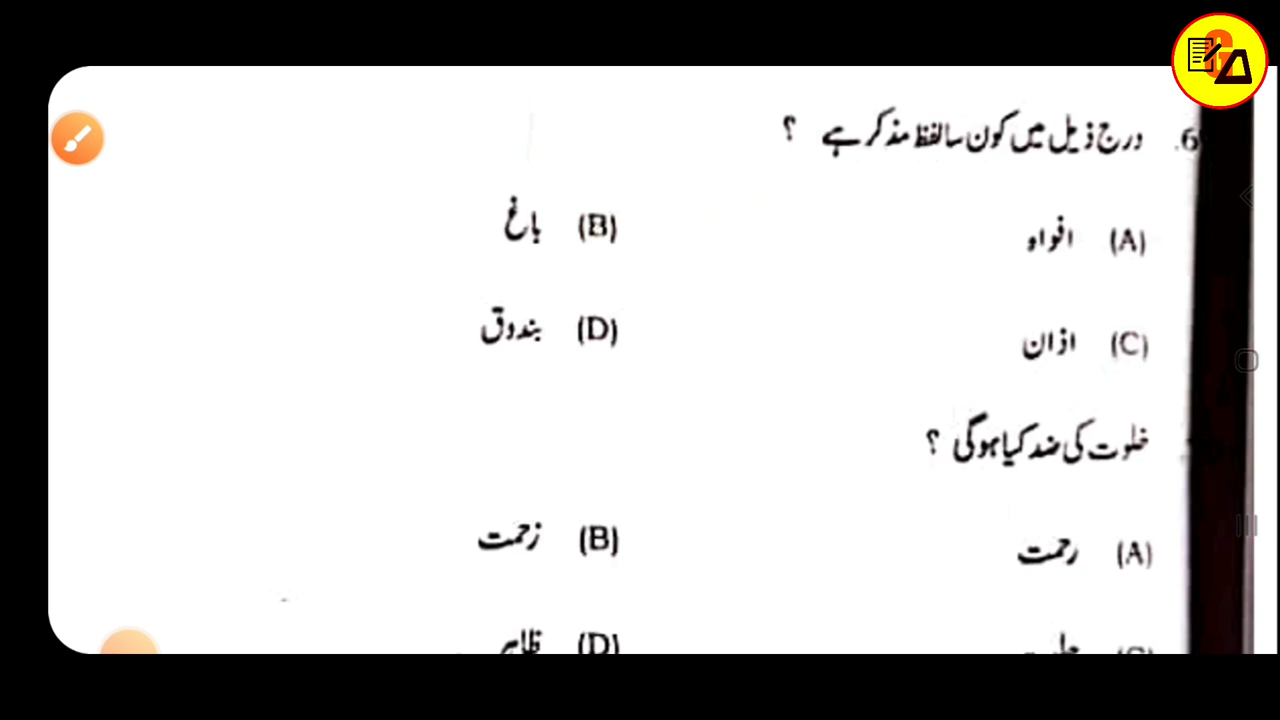 6. درج ذیل میں کون سا لفظ مذکر ہے ؟
(A) افواہ (B) باغ
(C) اذان (D) بندوق
خلوت کی ضد کیا ہوگی ؟
(A) رحمت (B) زحمت
(D) ظاہر